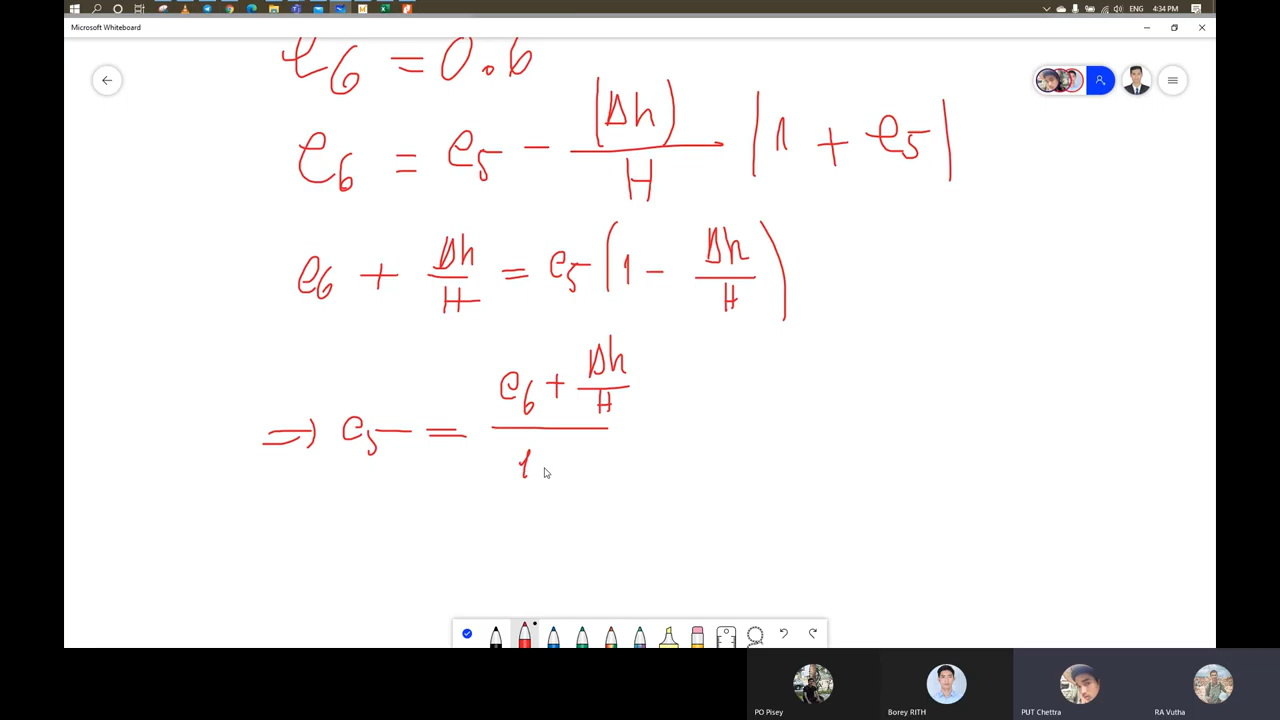 ENG 4:34 PM
Microsoft Whiteboard
e₆ = 0.6
e₆ = e₅ - (Δh)/H |1 + e₅|
e₆ + Δh/H = e₅(1 - Δh/H)
⇒ e₅ = (e₆ + Δh/H)/1
PO Pisey
Borey RITH
PUT Chettra
RA Vutha